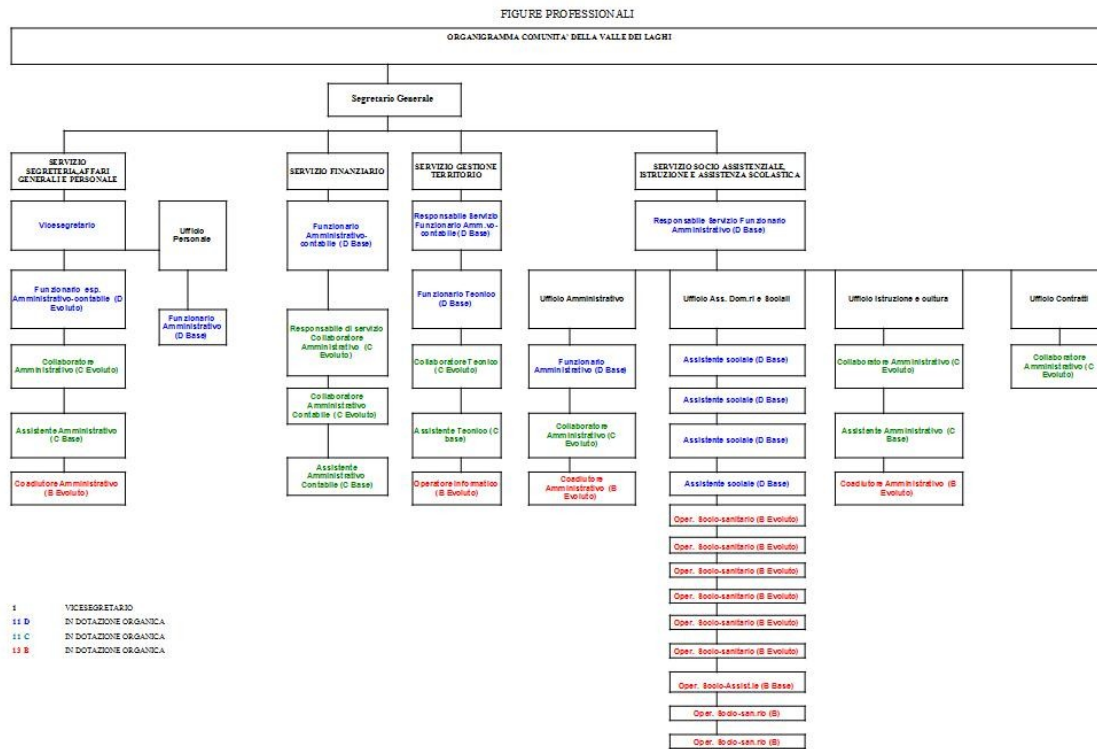 FIGURE PROFESSIONALI
ORGANIGRAMMA COMUNITA' DELLA VALLE DEI LAGHI
Segretario Generale
SERVIZIO
SEGRETERIA,AFFARI
GENERALI E PERSONALE
Vicesegretario
Ufficio
Personale
Funzionario esp.
Amministrativo-contabile (D
Evoluto)
Funzionario
Amministrativo
(D Base)
Collaboratore
Amministrativo (C Evoluto)
Assistente Amministrativo
(C Base)
Coadiutore Amministrativo
(B Evoluto)
SERVIZIO FINANZIARIO
Funzionario
Amministrativo-
contabile (D Base)
Responsabile di servizio
Collaboratore
Amministrativo (C
Evoluto)
Collaboratore
Amministrativo
Contabile (C Evoluto)
Assistente
Amministrativo
Contabile (C Base)
SERVIZIO GESTIONE
TERRITORIO
Responsabile Servizio
Funzionario Amm.vo-
contabile (D Base)
Funzionario Tecnico
(D Base)
Collaboratore Tecnico
(C Evoluto)
Assistente Tecnico (C
base)
Operatore Informatico
(B Evoluto)
SERVIZIO SOCIO ASSISTENZIALE,
ISTRUZIONE E ASSISTENZA SCOLASTICA
Responsabile Servizio Funzionario
Amministrativo (D Base)
Ufficio Amministrativo
Funzionario
Amministrativo (D Base)
Collaboratore
Amministrativo (C
Evoluto)
Coadiutore
Amministrativo (B
Evoluto)
Ufficio Ass. Dom.ri e Sociali
Assistente sociale (D Base)
Assistente sociale (D Base)
Assistente sociale (D Base)
Assistente sociale (D Base)
Oper. Socio-sanitario (B Evoluto)
Oper. Socio-sanitario (B Evoluto)
Oper. Socio-sanitario (B Evoluto)
Oper. Socio-sanitario (B Evoluto)
Oper. Socio-sanitario (B Evoluto)
Oper. Socio-sanitario (B Evoluto)
Oper. Socio-Assist.le (B Base)
Oper. Socio-san.rio (B)
Oper. Socio-san.rio (B)
Ufficio Istruzione e cultura
Collaboratore Amministrativo (C
Evoluto)
Assistente Amministrativo (C
Base)
Coadiutore Amministrativo (B
Evoluto)
Ufficio Contratti
Collaboratore
Amministrativo (C
Evoluto)
1 VICESEGRETARIO
11 D IN DOTAZIONE ORGANICA
11 C IN DOTAZIONE ORGANICA
13 B IN DOTAZIONE ORGANICA